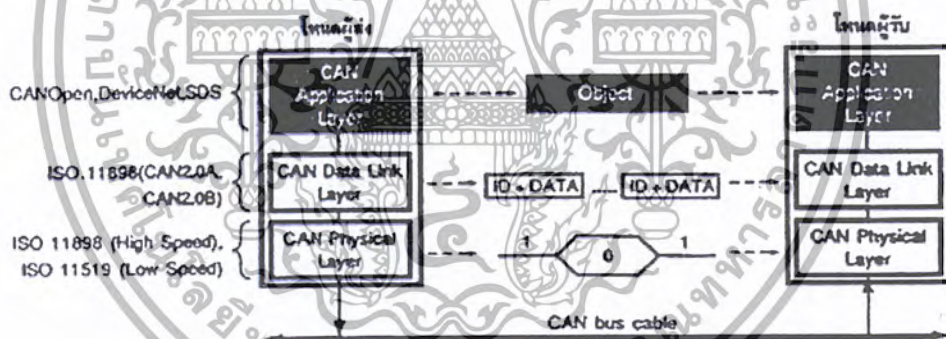 โหนดผู้ส่ง
โหนดผู้รับ
CANOpen,DeviceNet,SDS
CAN
Application
Layer
Object
CAN
Application
Layer
ISO.11898(CAN2.0A,
CAN2.0B)
CAN Data Link
Layer
ID + DATA
ID + DATA
CAN Data Link
Layer
ISO 11898 (High Speed),
ISO 11519 (Low Speed)
CAN Physical
Layer
1
0
1
CAN Physical
Layer
CAN bus cable